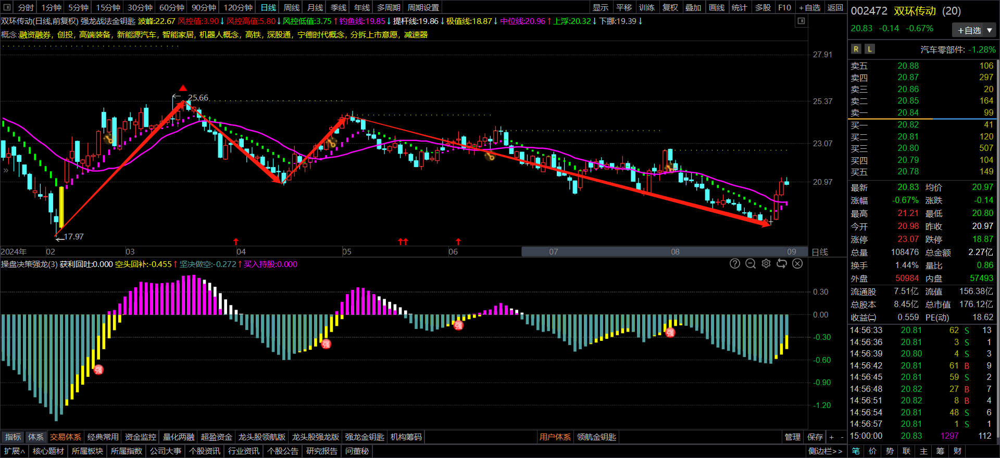 分时 1分钟 5分钟 15分钟 30分钟 60分钟 90分钟 120分钟 日线 周线 月线 季线 年线 多周期 周期设置 显示 平移 训练 复权 叠加 画线 统计 多股 F10 +自选 返回
双环传动(日线,前复权) 强龙战法金钥匙 波峰:22.67 风控值:3.90↓ 风控高值:5.80↓ 风控低值:3.75↑ 钓鱼线:19.85↓ 提杆线:19.86↓ 极值线:18.87↓ 中位线:20.96↑ 上浮:20.32↓ 下挪:19.39↓
概念:融资融券, 创投, 高端装备, 新能源汽车, 智能家居, 机器人概念, 高铁, 深股通, 宁德时代概念, 分拆上市意愿, 减速器
27.91
25.66
25.37
23.07
20.97
17.97
2024年 02 03 04 05 06 07 08 09 日线
操盘决策强龙(3) 获利回吐:0.000 空头回补:-0.455↑ 坚决做空:-0.272↑ 买入持股:0.000
0.30
0.00
-0.30
-0.60
-0.90
-1.20
强
强
强
强
指标 体系 交易体系 经典常用 资金监控 量化两融 超盈资金 龙头股领航版 龙头股强龙版 强龙金钥匙 机构筹码 用户体系 领航金钥匙 管理 保存 + -
扩展∧ 核心题材 所属板块 所属指数 公司大事 个股资讯 行业资讯 个股公告 研究报告 问董秘 侧边栏>>
002472 双环传动 (20)
20.83 -0.14 -0.67% +自选 ▼
R L 汽车零部件: -1.28%
卖五 20.88 106
卖四 20.87 297
卖三 20.86 20
卖二 20.85 164
卖一 20.84 99
买一 20.82 41
买二 20.81 120
买三 20.80 507
买四 20.79 104
买五 20.78 149
最新 20.83 均价 20.97
涨幅 -0.67% 涨跌 -0.14
最高 21.21 最低 20.80
今开 20.98 昨收 20.97
涨停 23.07 跌停 18.87
总量 108476 总金额 2.27亿
换手 1.44% 量比 0.86
外盘 50984 内盘 57493
流通股 7.51亿 流值 156.38亿
总股本 8.45亿 总市值 176.12亿
收益㈡ 0.559 PE(动) 18.62
14:56:33 20.81 62 S 13
14:56:36 20.81 3 S 1
14:56:39 20.80 4 S 3
14:56:42 20.81 61 B 9
14:56:45 20.81 59 S 2
14:56:48 20.82 27 B 7
14:56:51 20.82 8 B 4
14:56:54 20.81 48 S 6
14:56:57 20.81 1 S 1
15:00:00 20.83 1297 112
笔 价 势 联 主 筹 财